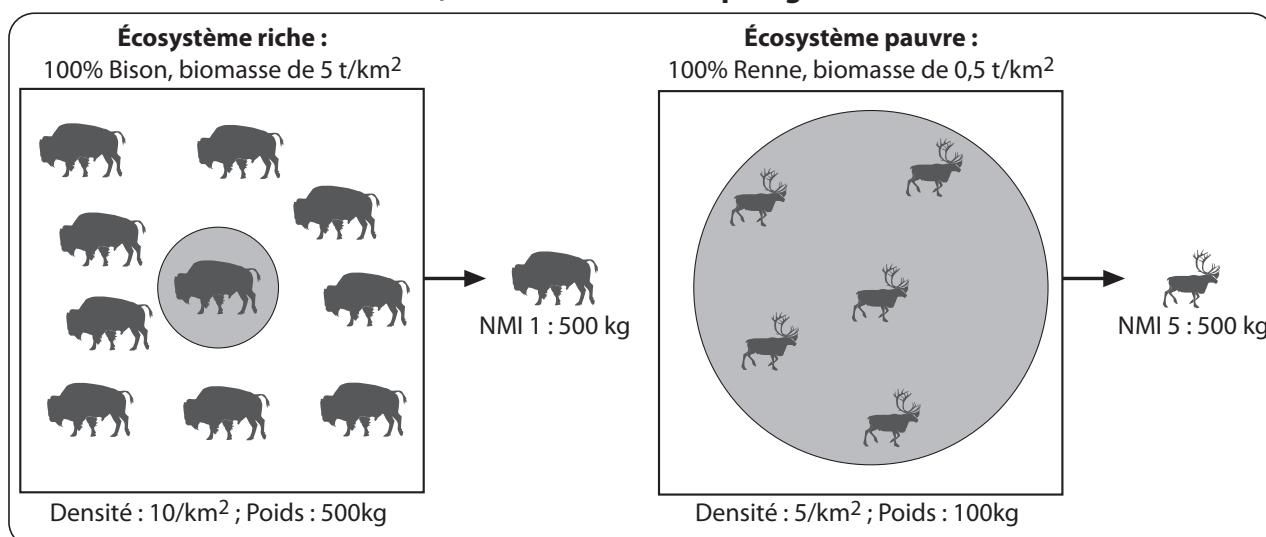 Écosystème riche :
100% Bison, biomasse de 5 t/km²
NMI 1 : 500 kg
Densité : 10/km² ; Poids : 500kg
Écosystème pauvre :
100% Renne, biomasse de 0,5 t/km²
NMI 5 : 500 kg
Densité : 5/km² ; Poids : 100kg